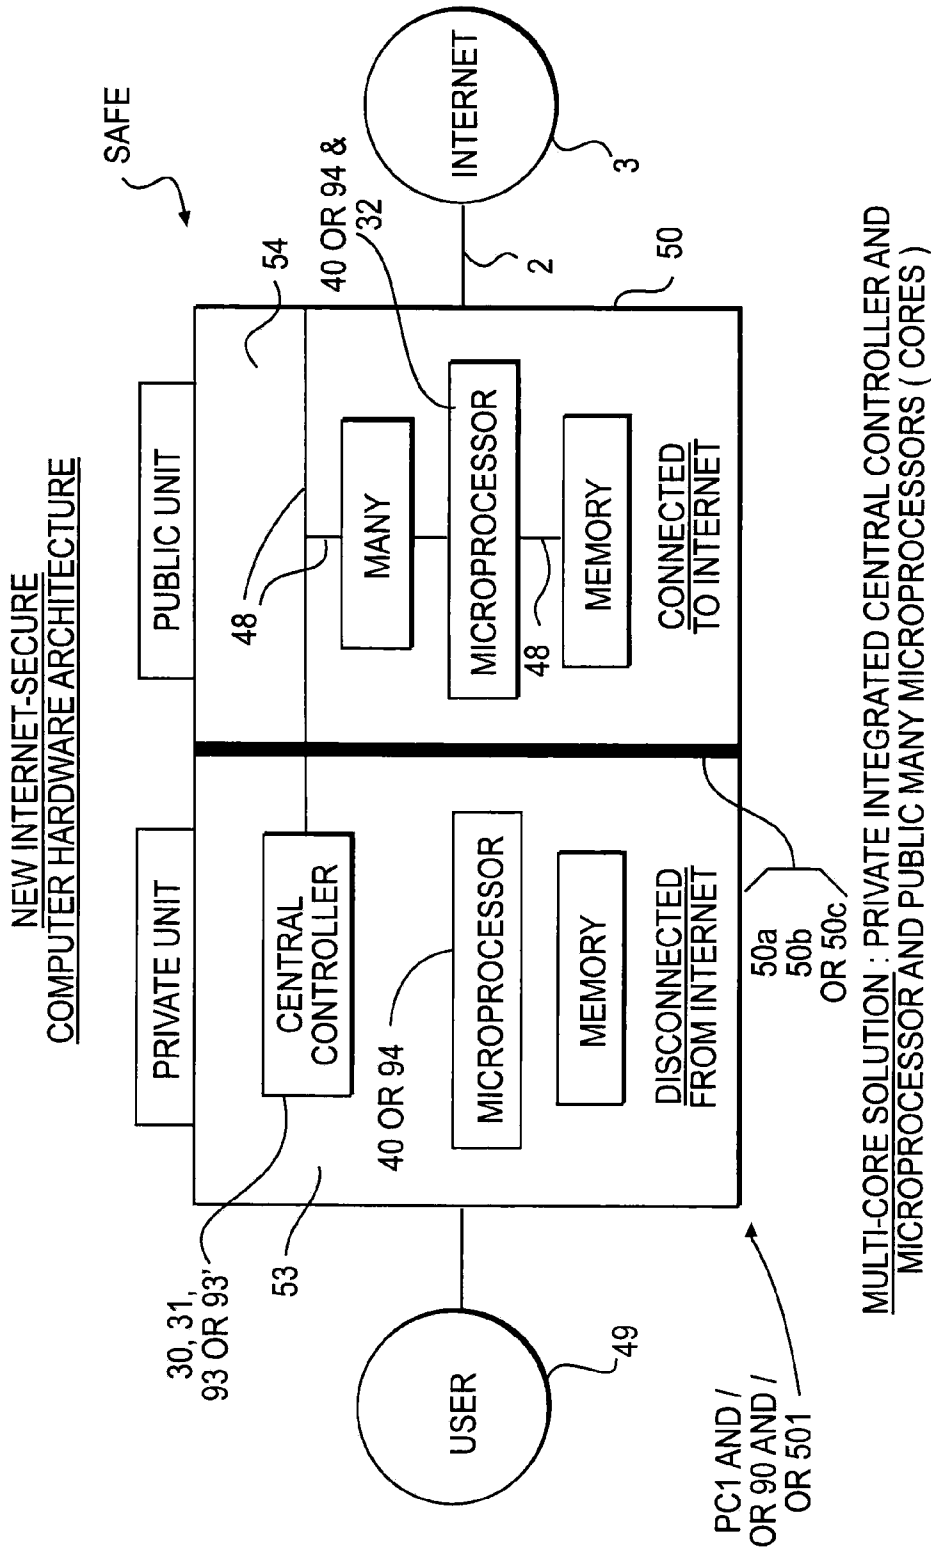 NEW INTERNET-SECURE
COMPUTER HARDWARE ARCHITECTURE
SAFE
PRIVATE UNIT
PUBLIC UNIT
30, 31,
93 OR 93'
53
CENTRAL
CONTROLLER
48
54
40 OR 94 &
32
MANY
40 OR 94
MICROPROCESSOR
MICROPROCESSOR
48
MEMORY
MEMORY
DISCONNECTED
FROM INTERNET
CONNECTED
TO INTERNET
USER
49
INTERNET
3
2
50
50a
50b
OR 50c
PC1 AND /
OR 90 AND /
OR 501
MULTI-CORE SOLUTION : PRIVATE INTEGRATED CENTRAL CONTROLLER AND
MICROPROCESSOR AND PUBLIC MANY MICROPROCESSORS ( CORES )